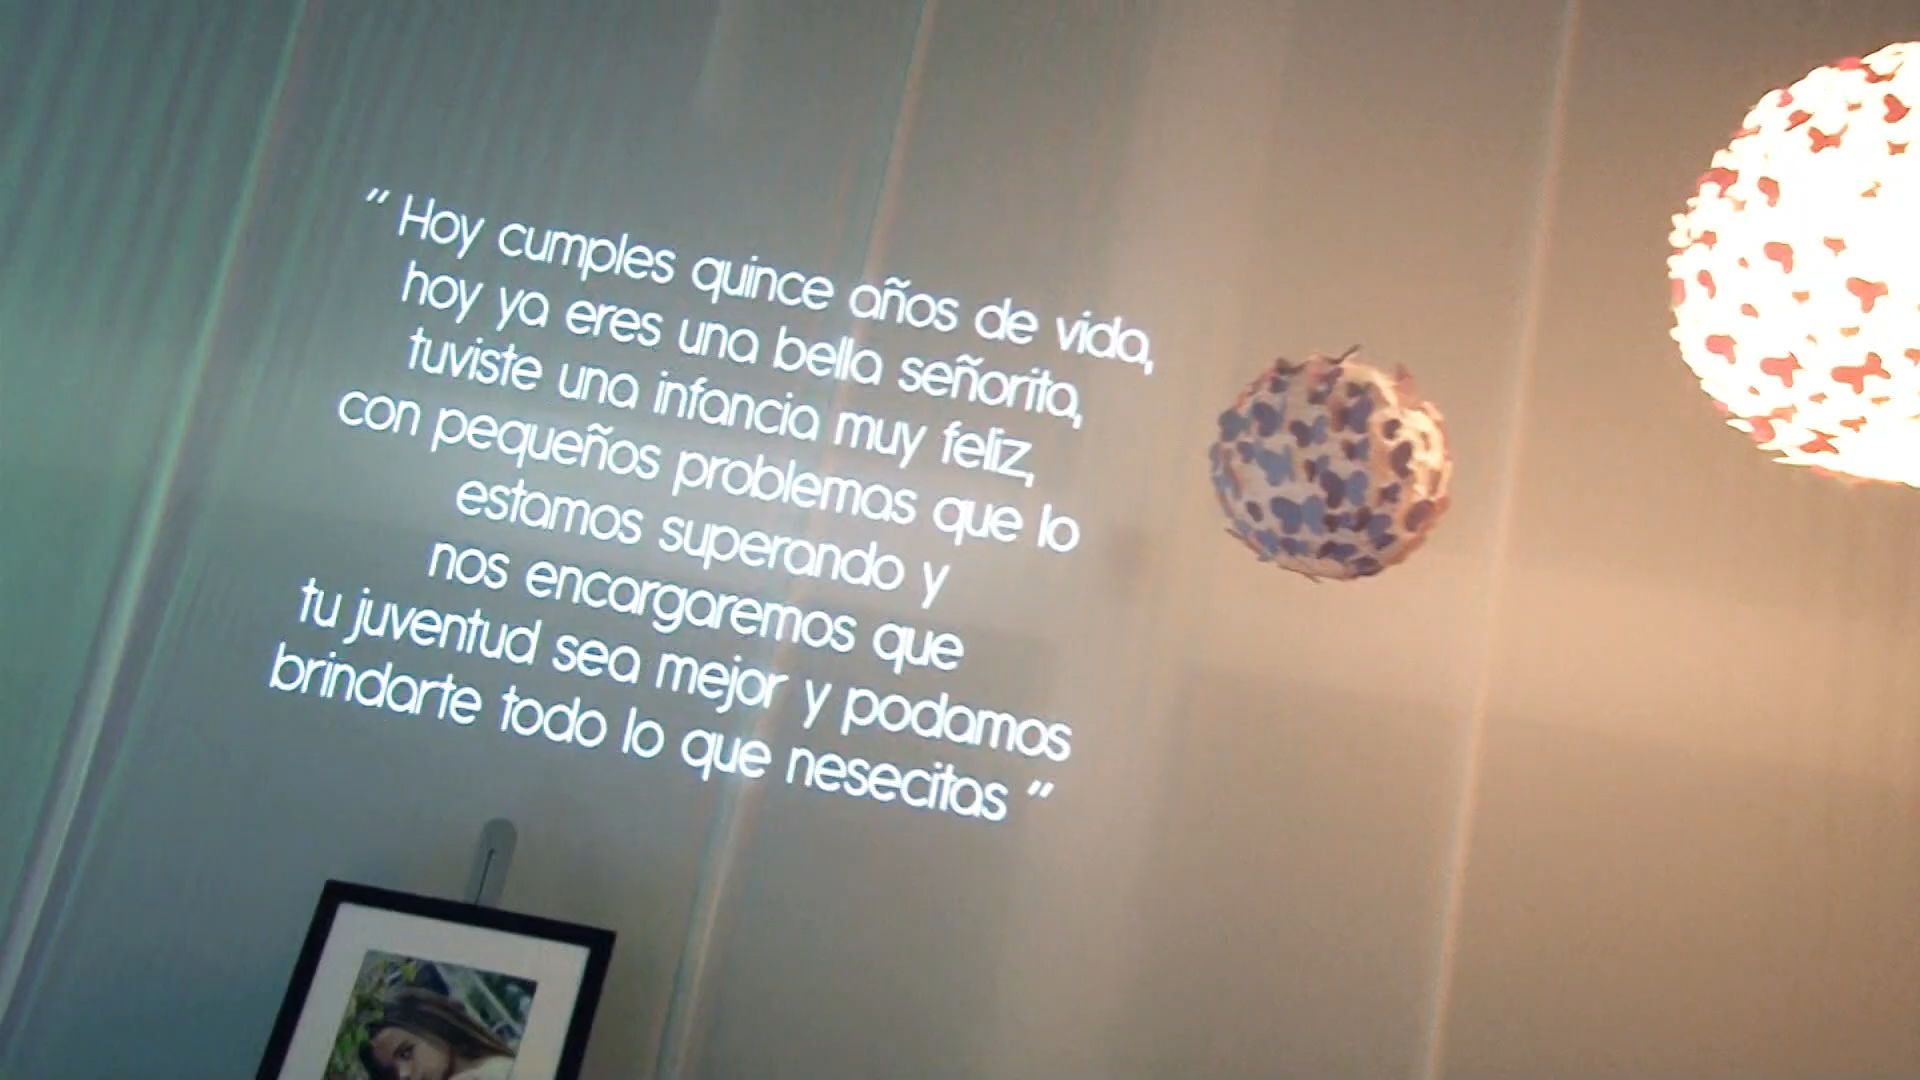 “ Hoy cumples quince años de vida,
hoy ya eres una bella señorita,
tuviste una infancia muy feliz,
con pequeños problemas que lo
estamos superando y
nos encargaremos que
tu juventud sea mejor y podamos
brindarte todo lo que nesecitas ”